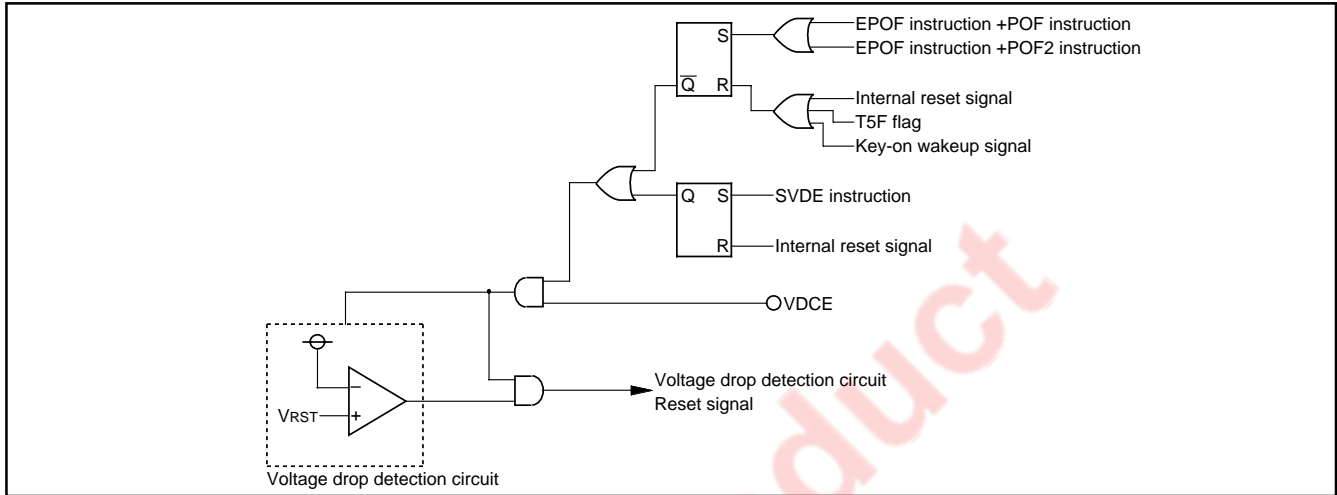 EPOF instruction +POF instruction
S
EPOF instruction +POF2 instruction
Q R
Internal reset signal
T5F flag
Key-on wakeup signal
Q S SVDE instruction
R Internal reset signal
VDCE
−
Voltage drop detection circuit
Reset signal
VRST +
Voltage drop detection circuit
duct